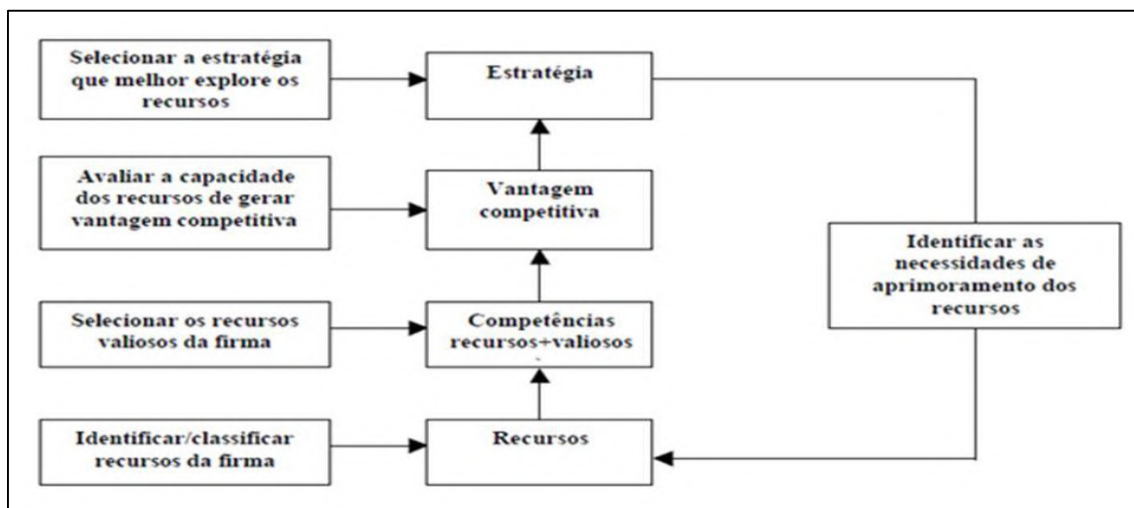 Selecionar a estratégia
que melhor explore os
recursos
Estratégia
Avaliar a capacidade
dos recursos de gerar
vantagem competitiva
Vantagem
competitiva
Identificar as
necessidades de
aprimoramento dos
recursos
Selecionar os recursos
valiosos da firma
Competências
recursos+valiosos
Identificar/classificar
recursos da firma
Recursos